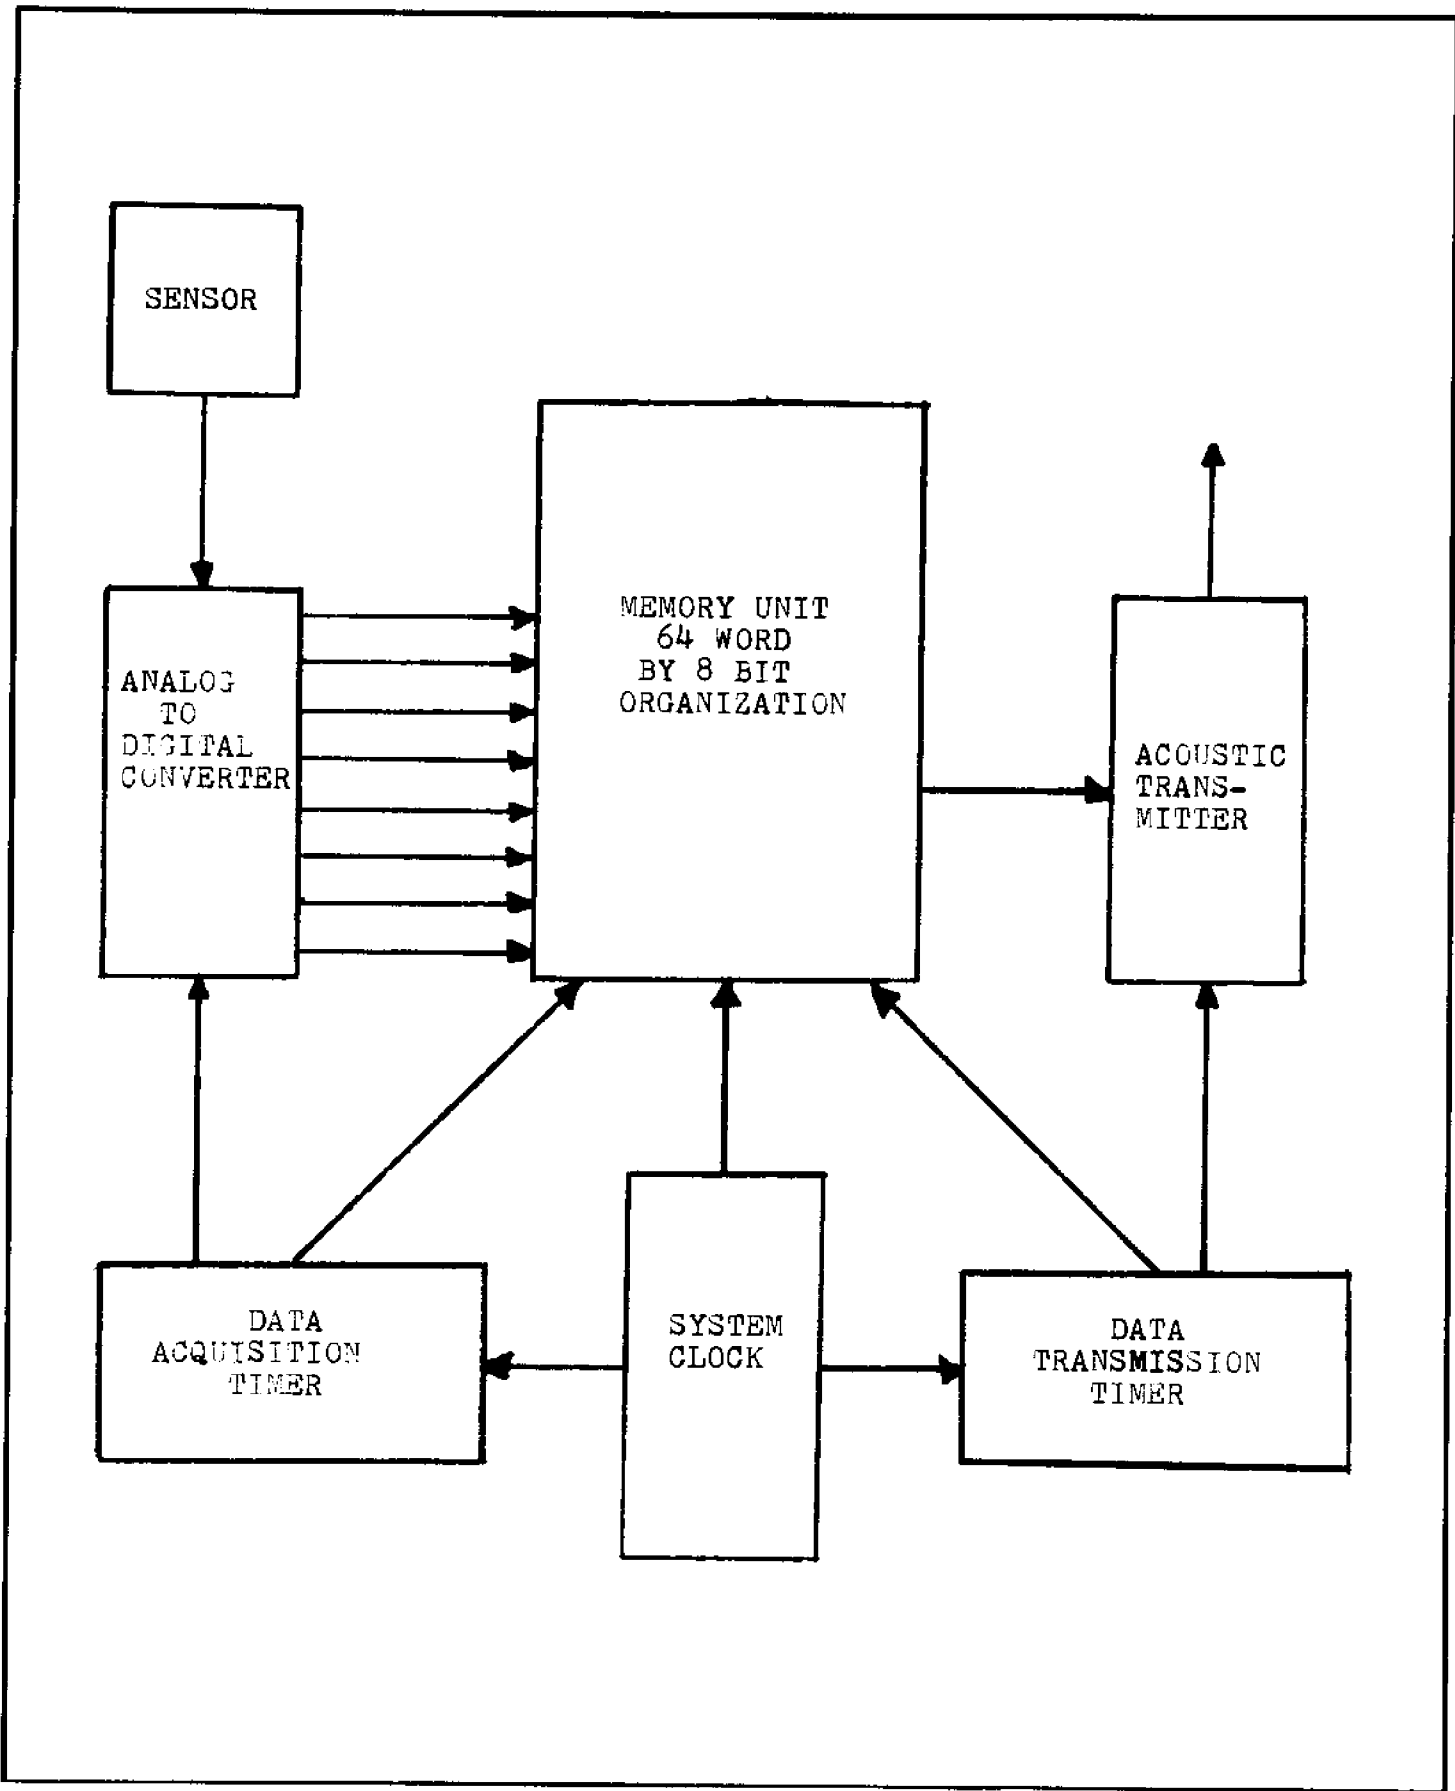 SENSOR
MEMORY UNIT
64 WORD
BY 8 BIT
ORGANIZATION
ANALOG
TO
DIGITAL
CONVERTER
ACOUSTIC
TRANS-
MITTER
DATA
ACQUISITION
TIMER
SYSTEM
CLOCK
DATA
TRANSMISSION
TIMER